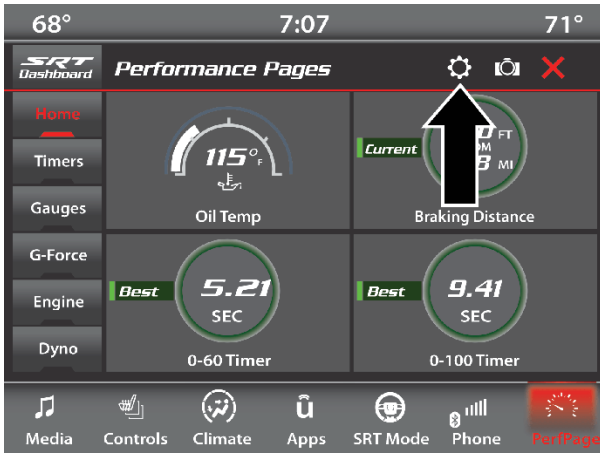 68° 7:07 71°
SRT Dashboard
Performance Pages
Home
Timers
Gauges
G-Force
Engine
Dyno
115°F
Oil Temp
Current
FT
MI
Braking Distance
Best
5.21
SEC
0-60 Timer
Best
9.41
SEC
0-100 Timer
Media Controls Climate Apps SRT Mode Phone PerfPage